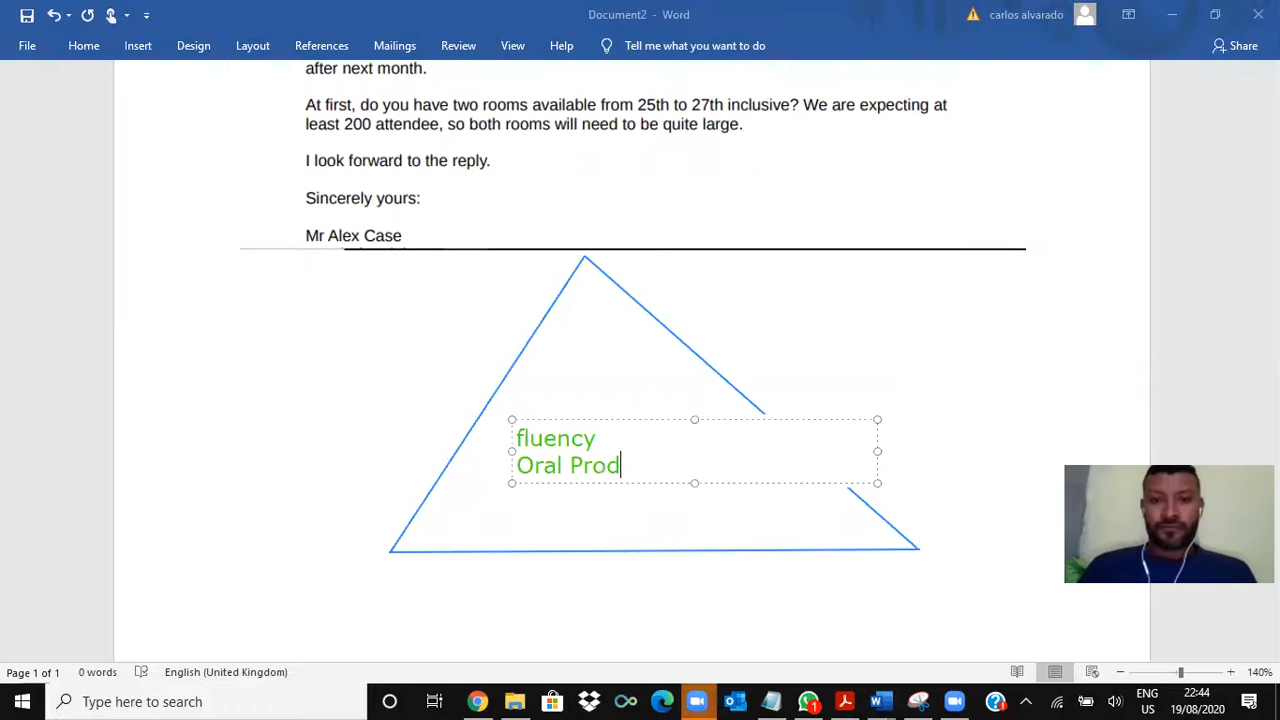 Document2 - Word
carlos alvarado
File Home Insert Design Layout References Mailings Review View Help Tell me what you want to do Share
after next month.
At first, do you have two rooms available from 25th to 27th inclusive? We are expecting at
least 200 attendee, so both rooms will need to be quite large.
I look forward to the reply.
Sincerely yours:
Mr Alex Case
fluency
Oral Prod
Page 1 of 1 0 words English (United Kingdom) 140%
Type here to search
1
ENG
US
22:44
19/08/2020